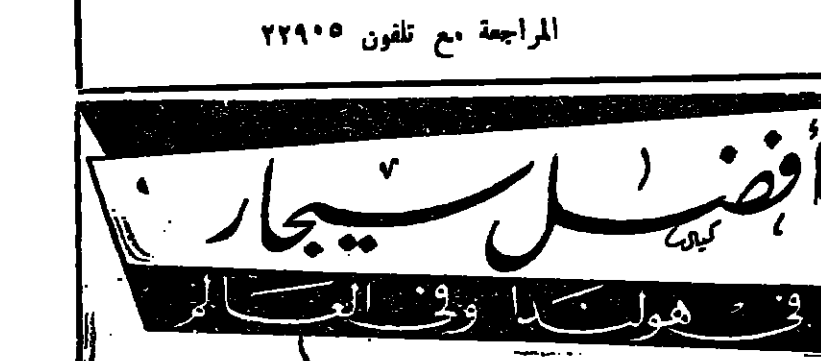 المراجعة مع تلفون ٢٢٩٠٥
أفضل سيجار
في هولندا وفي العالم